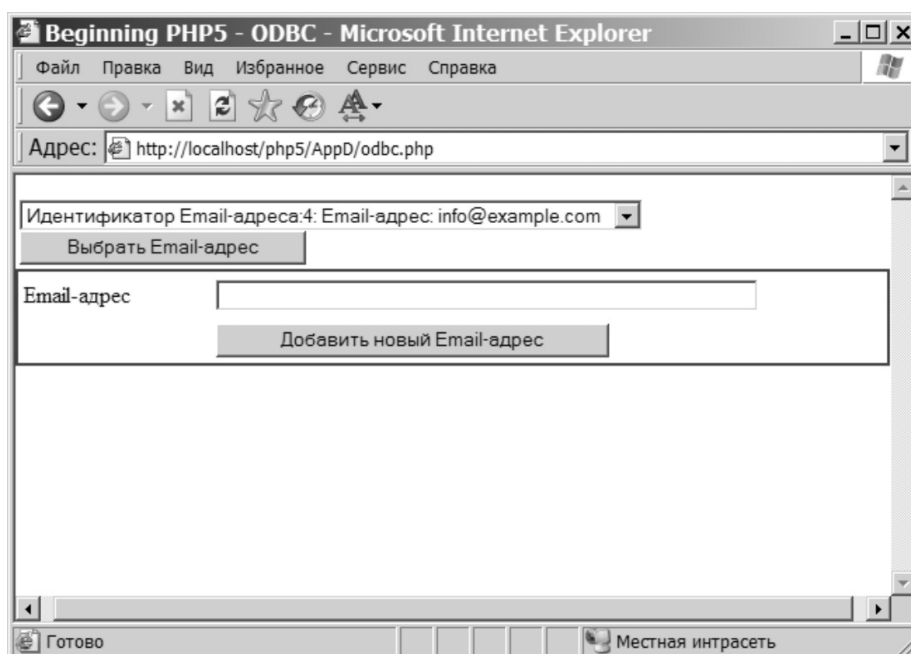 Beginning PHP5 - ODBC - Microsoft Internet Explorer
Файл Правка Вид Избранное Сервис Справка
Адрес: http://localhost/php5/AppD/odbc.php
Идентификатор Email-адреса:4: Email-адрес: info@example.com
Выбрать Email-адрес
Email-адрес
Добавить новый Email-адрес
Готово
Местная интрасеть